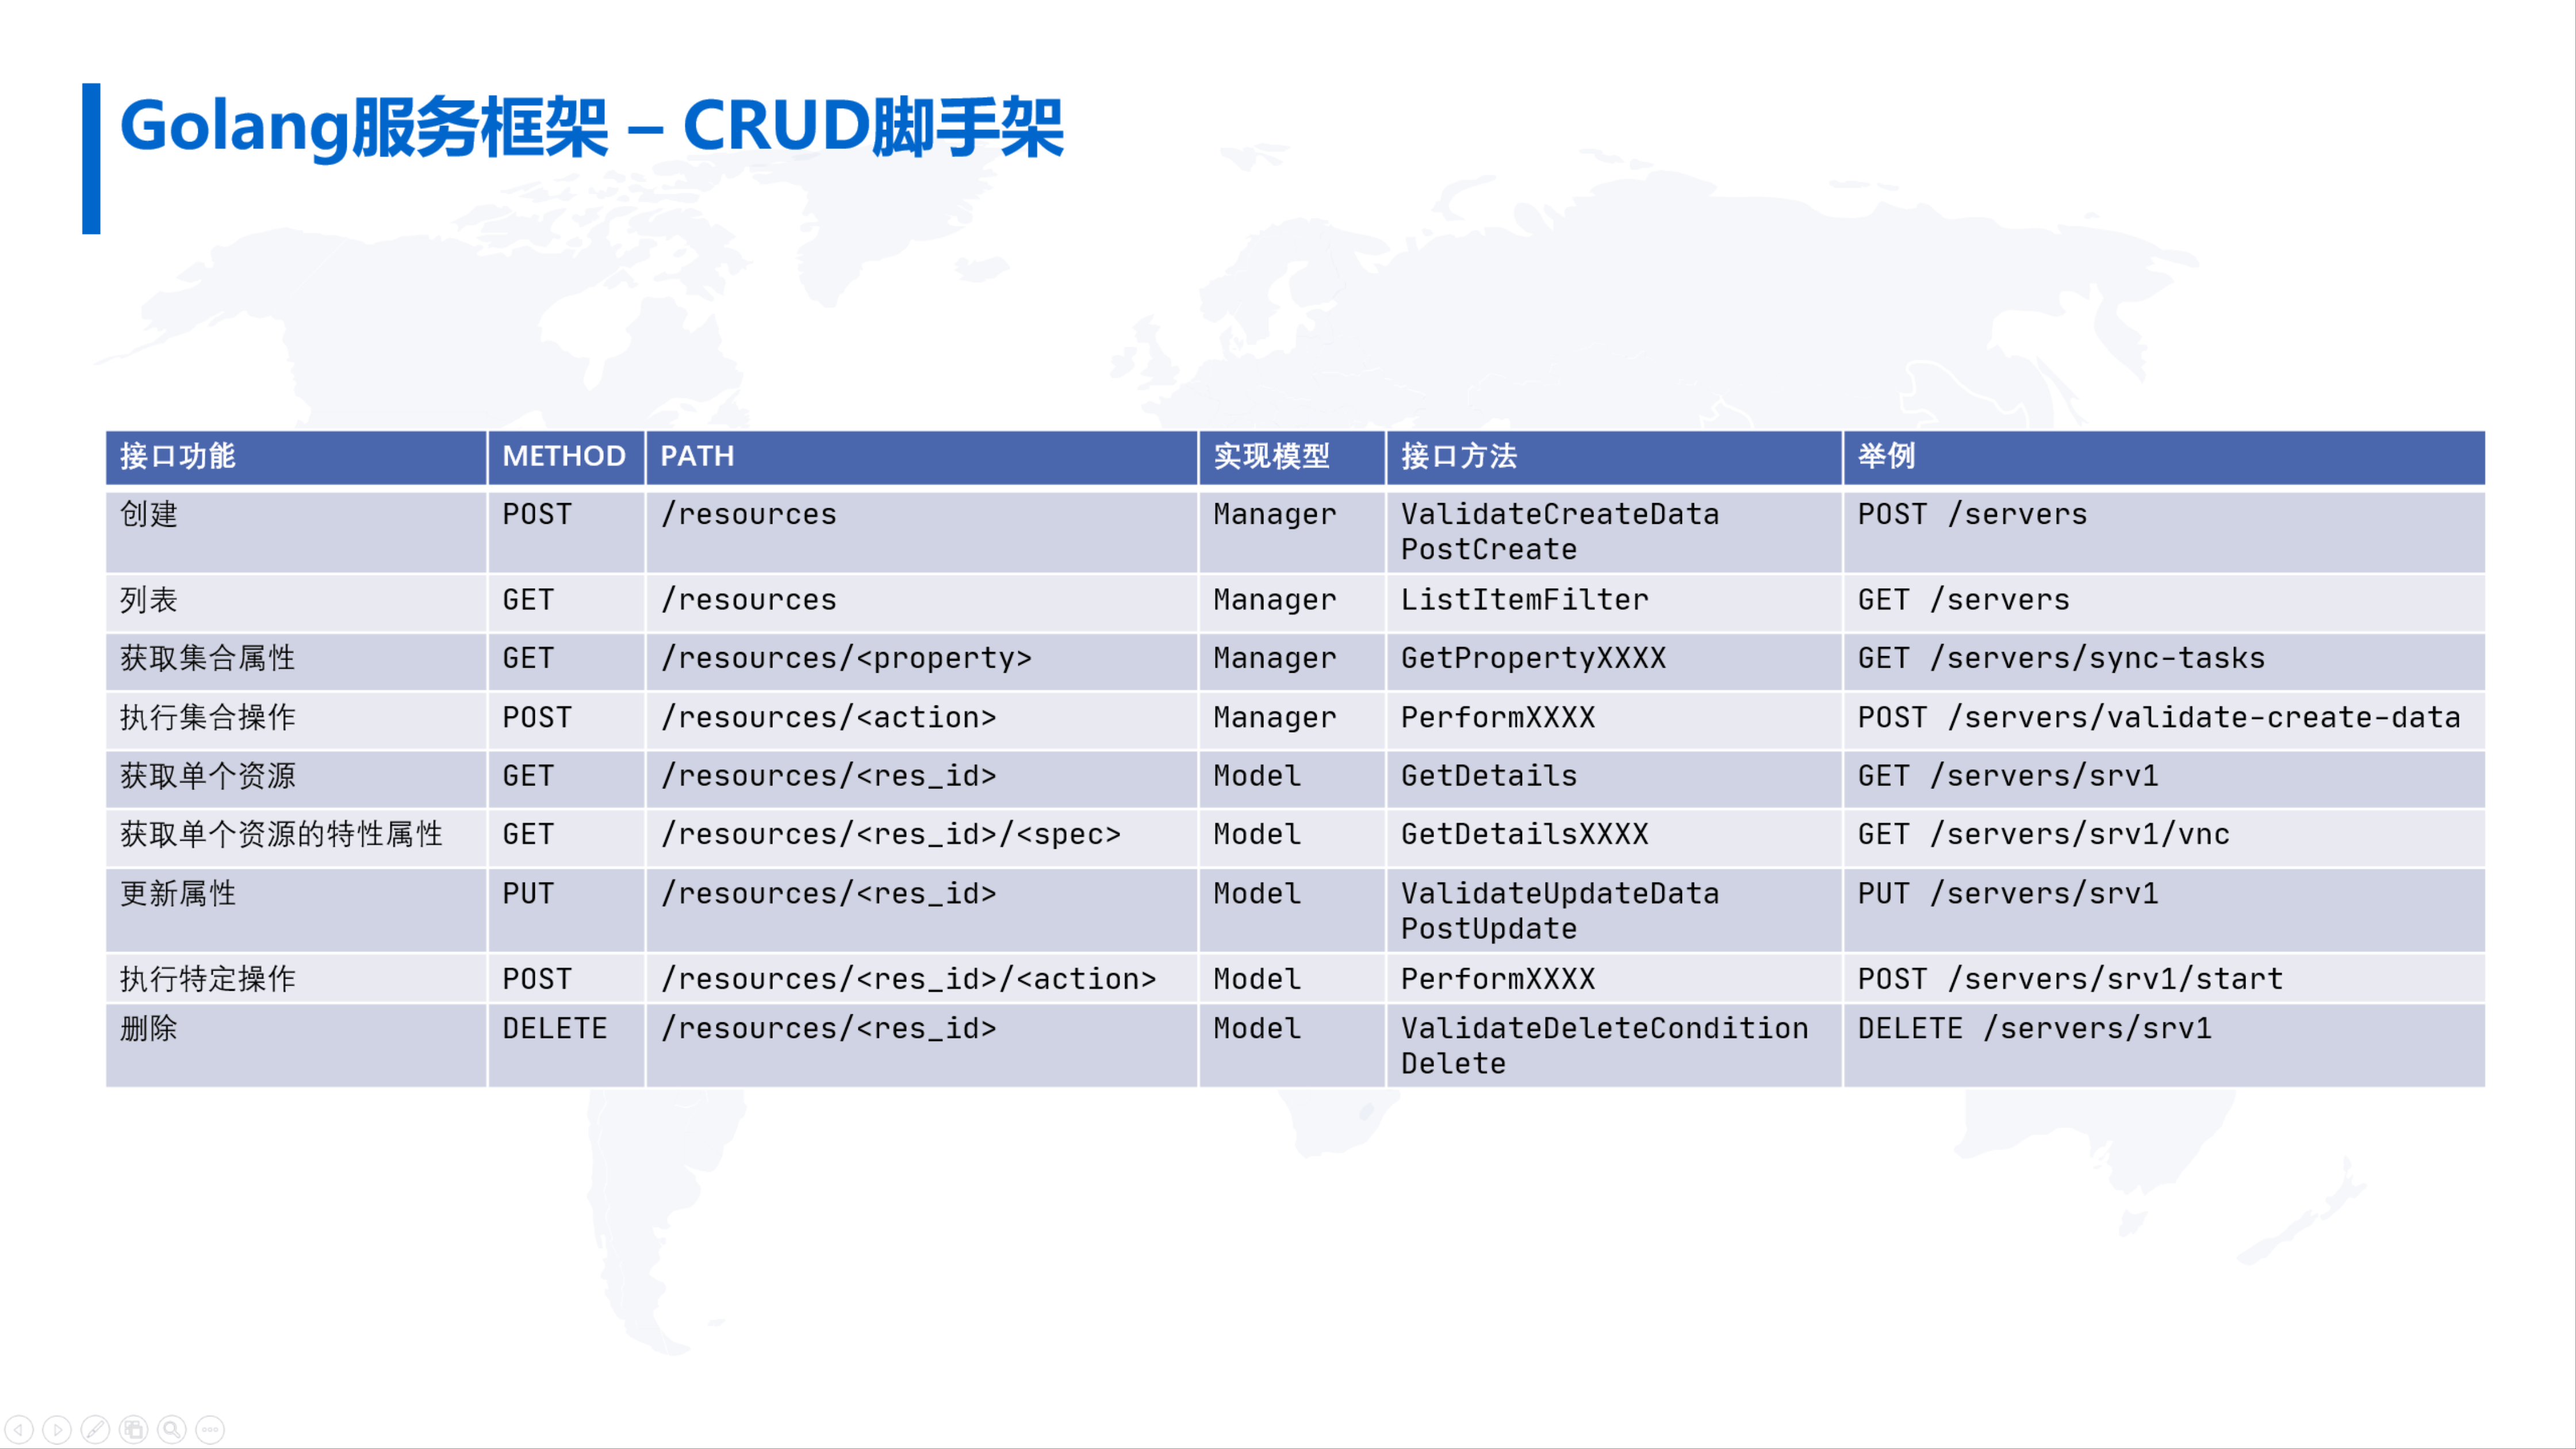 Golang服务框架 – CRUD脚手架
接口功能 METHOD PATH 实现模型 接口方法 举例
创建 POST /resources Manager ValidateCreateData POST /servers
PostCreate
列表 GET /resources Manager ListItemFilter GET /servers
获取集合属性 GET /resources/<property> Manager GetPropertyXXXX GET /servers/sync-tasks
执行集合操作 POST /resources/<action> Manager PerformXXXX POST /servers/validate-create-data
获取单个资源 GET /resources/<res_id> Model GetDetails GET /servers/srv1
获取单个资源的特性属性 GET /resources/<res_id>/<spec> Model GetDetailsXXXX GET /servers/srv1/vnc
更新属性 PUT /resources/<res_id> Model ValidateUpdateData PUT /servers/srv1
PostUpdate
执行特定操作 POST /resources/<res_id>/<action> Model PerformXXXX POST /servers/srv1/start
删除 DELETE /resources/<res_id> Model ValidateDeleteCondition DELETE /servers/srv1
Delete